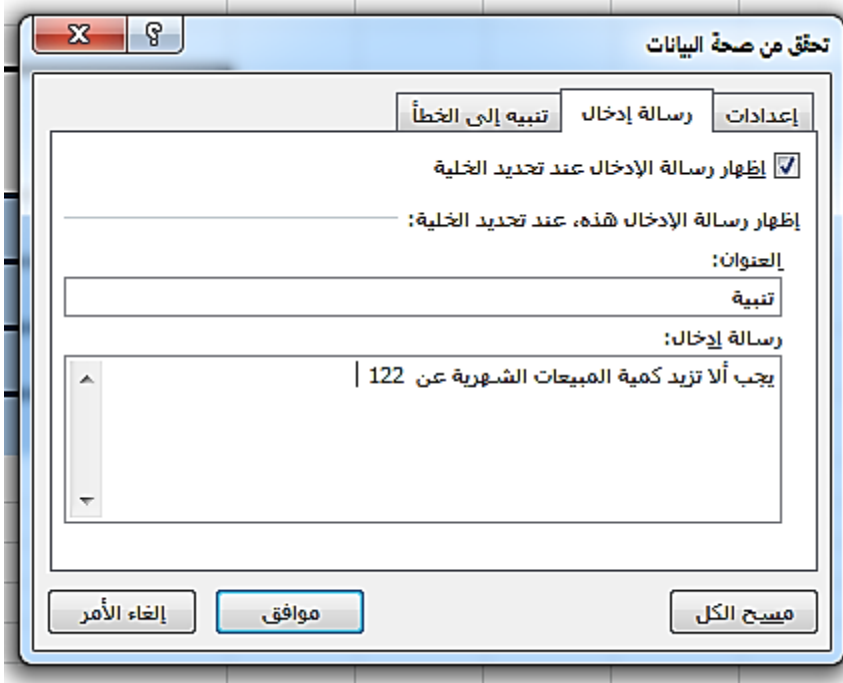 تحقق من صحة البيانات
إعدادات رسالة إدخال تنبيه إلى الخطأ
إظهار رسالة الإدخال عند تحديد الخلية
إظهار رسالة الإدخال هذه، عند تحديد الخلية:
العنوان:
تنبية
رسالة إدخال:
يجب ألا تزيد كمية المبيعات الشهرية عن 122
مسح الكل موافق إلغاء الأمر